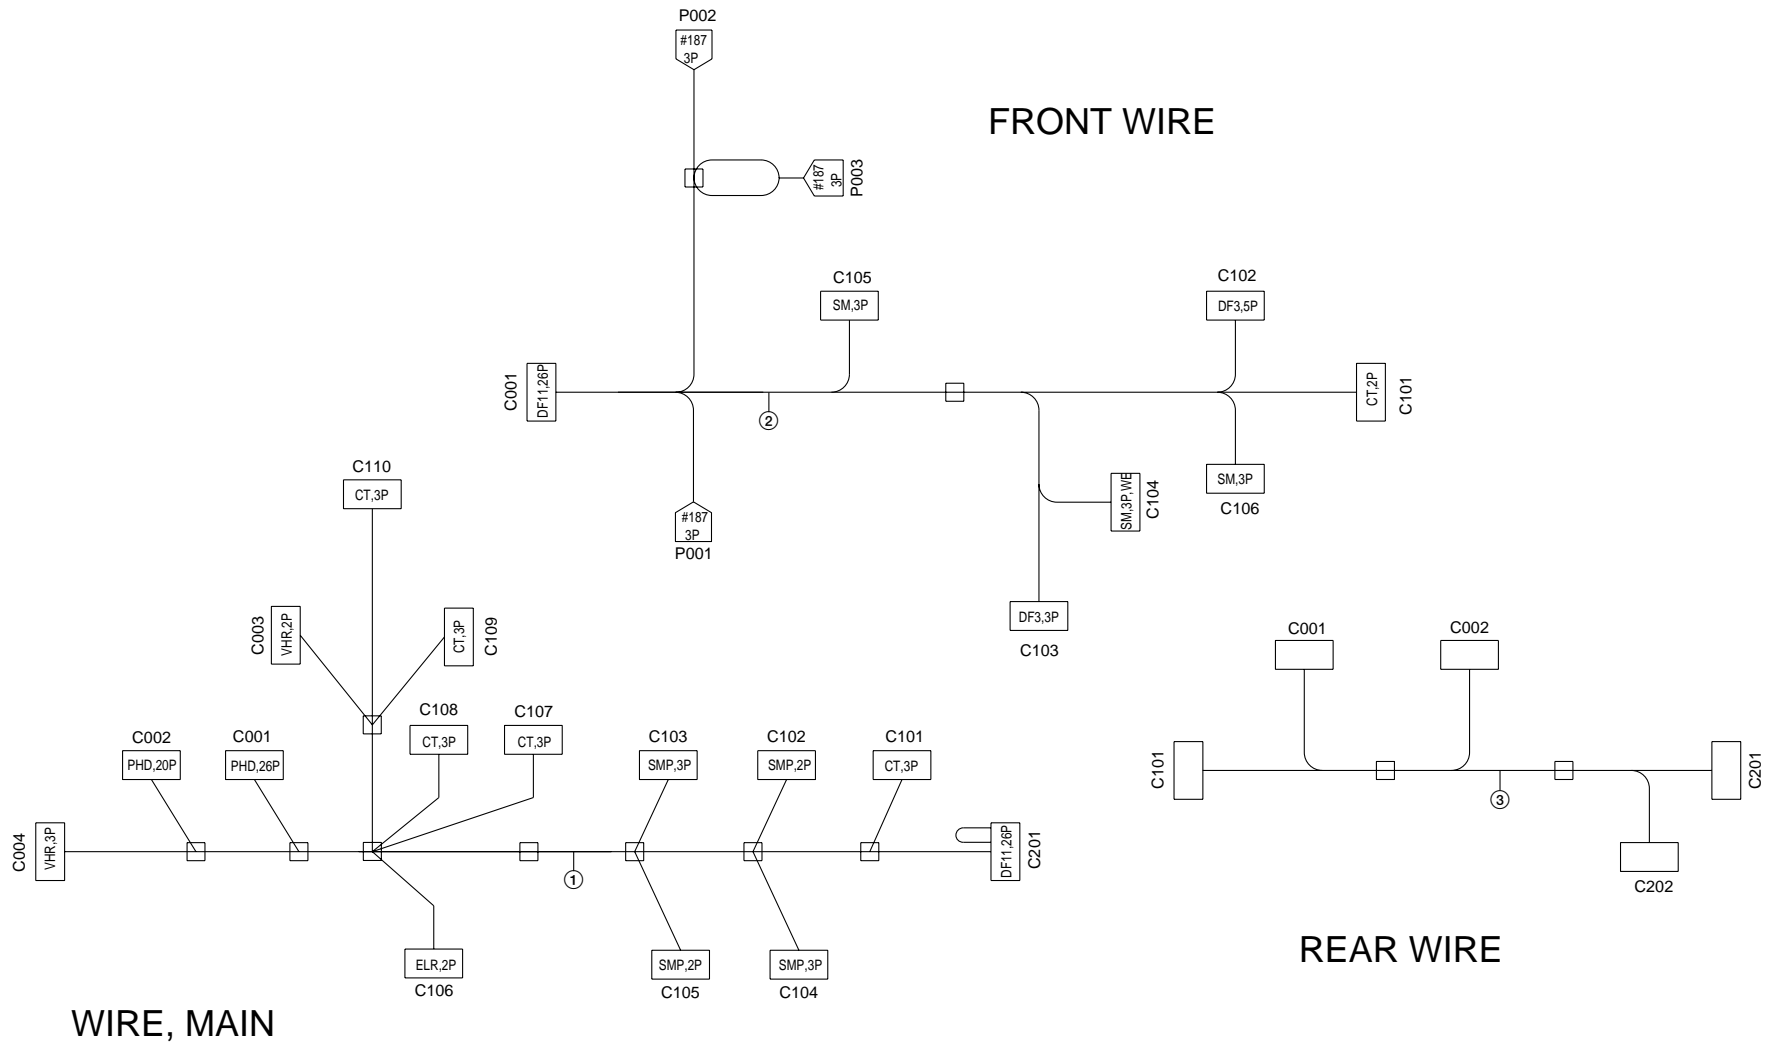 P002
#187
3P
FRONT WIRE
#187
3P
P003
C105
SM,3P
C102
DF3,5P
C001
DF11,26P
2
CT,2P
C101
C110
CT,3P
SM,3P,WE
C104
SM,3P
C106
#187
3P
P001
C003
VHR,2P
CT,3P
C109
DF3,3P
C103
C001
C002
C108
CT,3P
C107
CT,3P
C002
PHD,20P
C001
PHD,26P
C103
SMP,3P
C102
SMP,2P
C101
CT,3P
C101
3
C201
C004
VHR,3P
1
DF11,26P
C201
C202
ELR,2P
C106
SMP,2P
C105
SMP,3P
C104
REAR WIRE
WIRE, MAIN